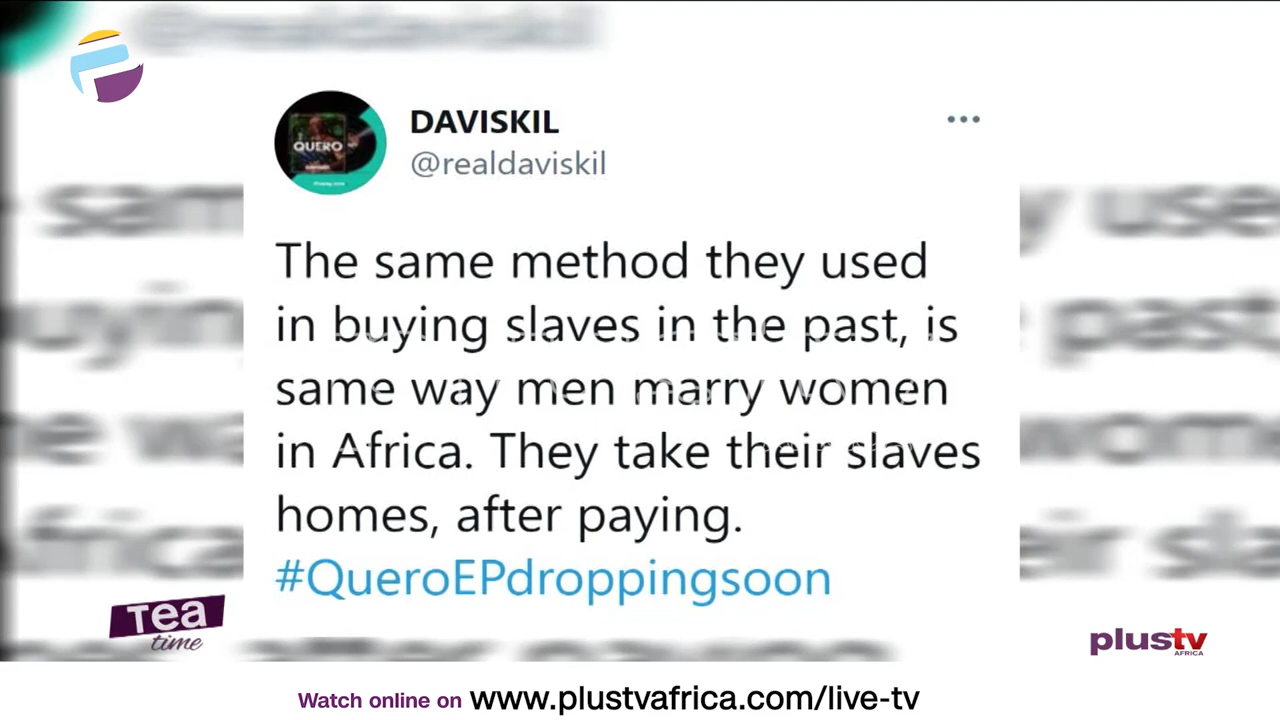 @realdaviskil
DAVISKIL
@realdaviskil
QUERO
The same method they used
in buying slaves in the past, is
same way men marry women
in Africa. They take their slaves
homes, after paying.
#QueroEPdroppingsoon
Tea
time
plustv
AFRICA
Watch online on www.plustvafrica.com/live-tv